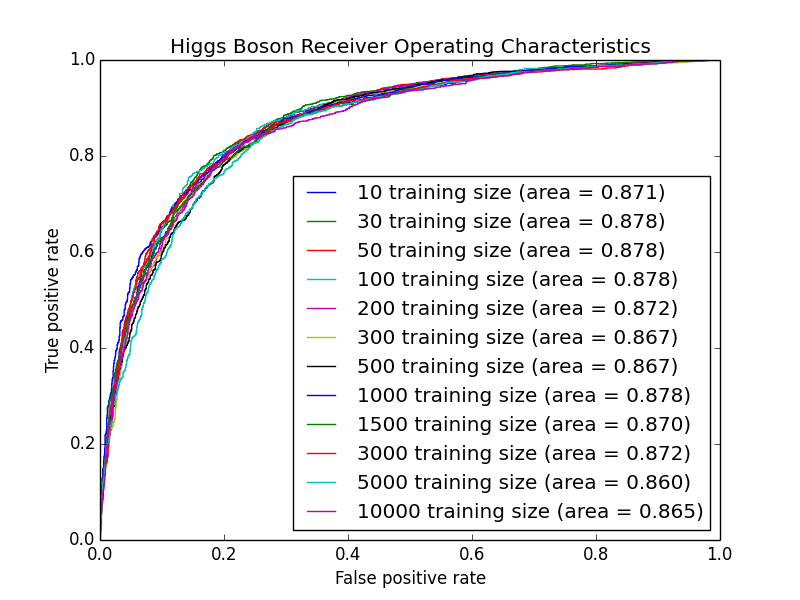 Higgs Boson Receiver Operating Characteristics
1.0
0.8
0.6
0.4
0.2
0.0
True positive rate
10 training size (area = 0.871)
30 training size (area = 0.878)
50 training size (area = 0.878)
100 training size (area = 0.878)
200 training size (area = 0.872)
300 training size (area = 0.867)
500 training size (area = 0.867)
1000 training size (area = 0.878)
1500 training size (area = 0.870)
3000 training size (area = 0.872)
5000 training size (area = 0.860)
10000 training size (area = 0.865)
0.0 0.2 0.4 0.6 0.8 1.0
False positive rate